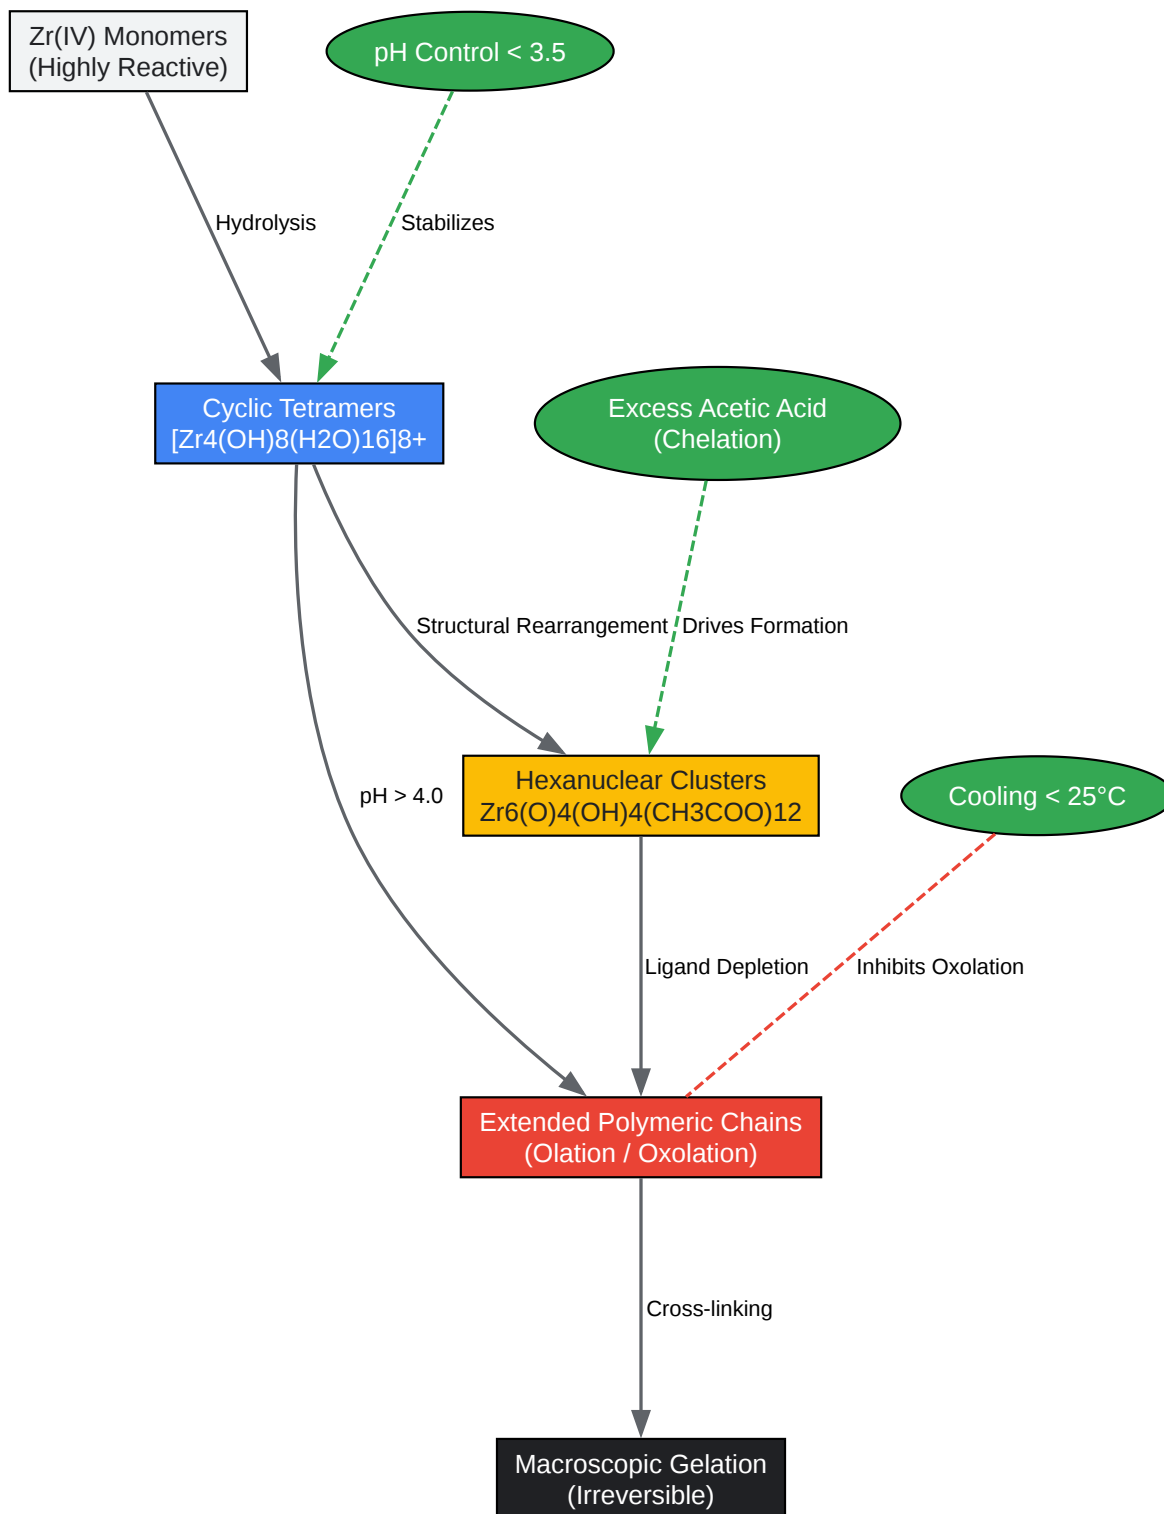 Zr(IV) Monomers
(Highly Reactive)
pH Control < 3.5
Hydrolysis
Stabilizes
Cyclic Tetramers
[Zr4(OH)8(H2O)16]8+
Excess Acetic Acid
(Chelation)
Structural Rearrangement
Drives Formation
pH > 4.0
Hexanuclear Clusters
Zr6(O)4(OH)4(CH3COO)12
Cooling < 25°C
Ligand Depletion
Inhibits Oxolation
Extended Polymeric Chains
(Olation / Oxolation)
Cross-linking
Macroscopic Gelation
(Irreversible)